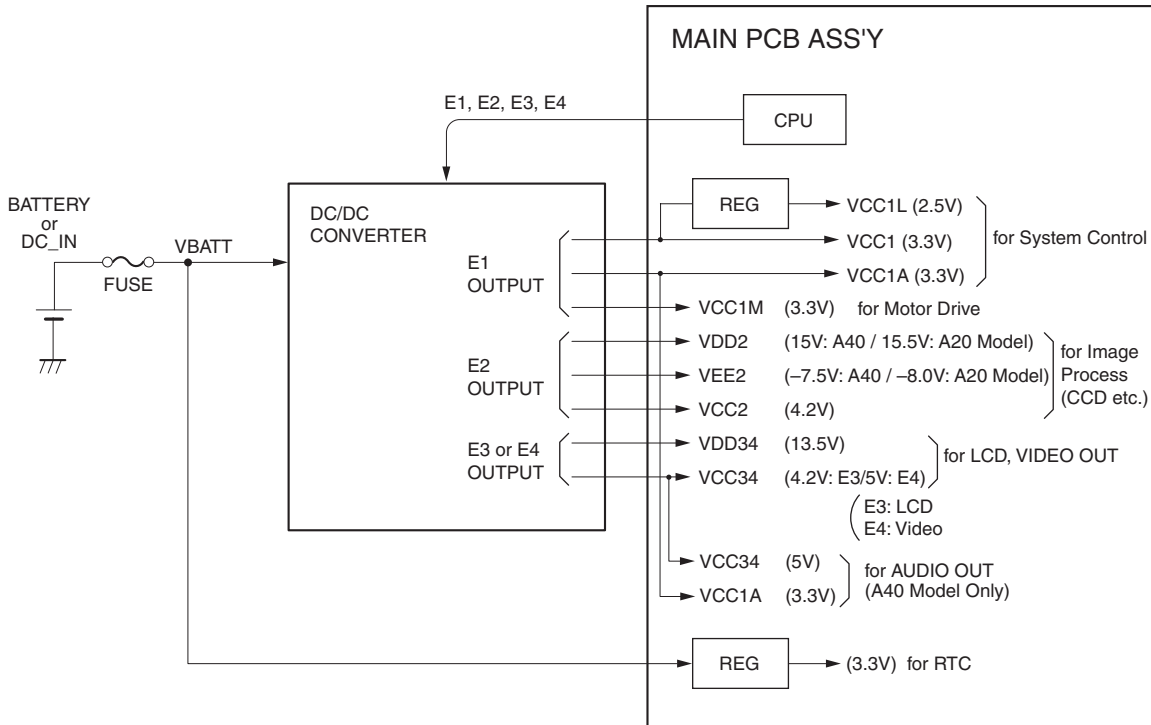 MAIN PCB ASS'Y
E1, E2, E3, E4
CPU
BATTERY
or
DC_IN
FUSE
VBATT
DC/DC
CONVERTER
E1
OUTPUT
E2
OUTPUT
E3 or E4
OUTPUT
REG
VCC1L (2.5V)
VCC1 (3.3V)
VCC1A (3.3V)
for System Control
VCC1M (3.3V) for Motor Drive
VDD2 (15V: A40 / 15.5V: A20 Model)
VEE2 (–7.5V: A40 / –8.0V: A20 Model)
VCC2 (4.2V)
for Image
Process
(CCD etc.)
VDD34 (13.5V)
VCC34 (4.2V: E3/5V: E4)
for LCD, VIDEO OUT
E3: LCD
E4: Video
VCC34 (5V)
VCC1A (3.3V)
for AUDIO OUT
(A40 Model Only)
REG
(3.3V) for RTC